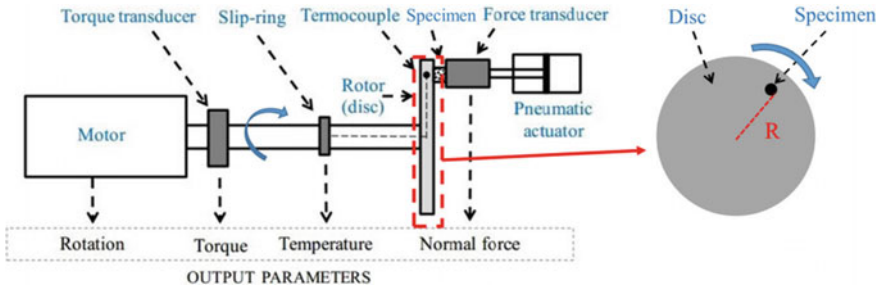 Torque transducer
Slip-ring
Termocouple
Specimen
Force transducer
Disc
Specimen
Rotor
(disc)
Motor
Pneumatic
actuator
R
Rotation
Torque
Temperature
Normal force
OUTPUT PARAMETERS